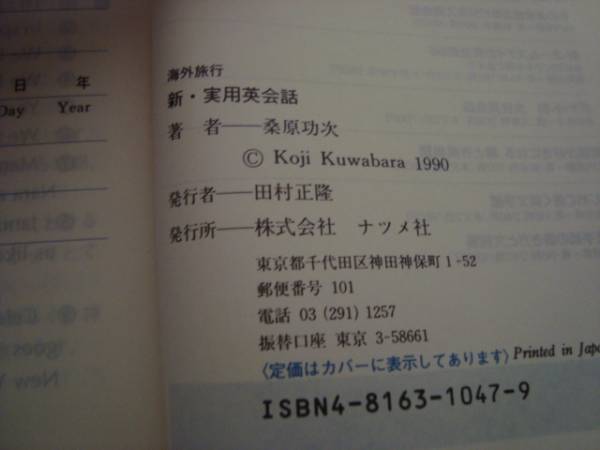 海外旅行
新・実用英会話
著 者――桑原功次
© Koji Kuwabara 1990
発行者――田村正隆
発行所――株式会社 ナツメ社
東京都千代田区神田神保町1-52
郵便番号 101
電話 03 (291) 1257
振替口座 東京 3-58661
〈定価はカバーに表示してあります〉 Printed in Japa
ISBN4-8163-1047-9
日 年
Day Year